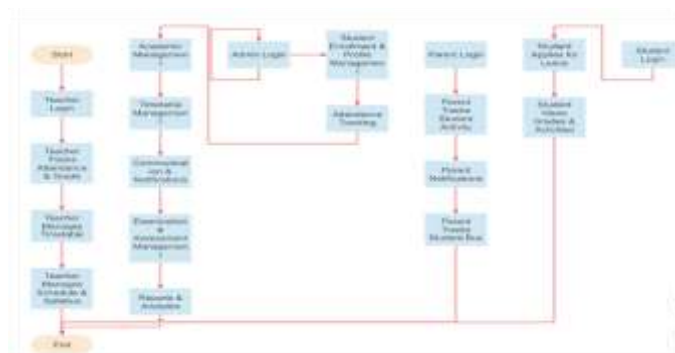 Start
Teacher
Login
Teacher
Tracks
Attendance
& Grade
Teacher
Manages
Timetable
Teacher
Manages
Schedule &
Syllabus
End
Academic
Management
Timetable
Management
Communicat
ion &
Notifications
Examination
&
Assessment
Managemen
t
Reports &
Analytics
Admin Login
Student
Enrollment &
Profile
Management
Attendance
Tracking
Parent Login
Parent
Tracks
Student
Activity
Parent
Notifications
Parent
Tracks
Student Bus
Student
Applies for
Leave
Student
Views
Grades &
Activities
Student
Login